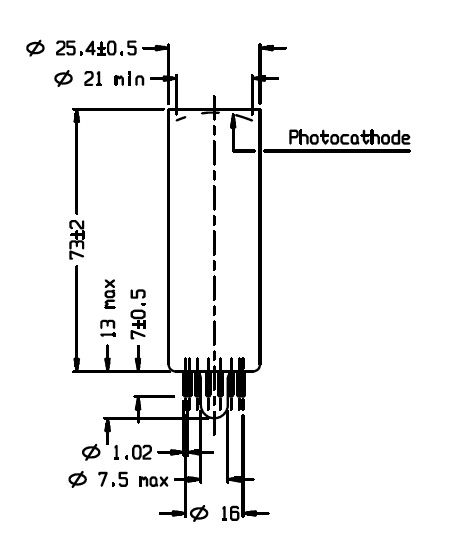 Ø 25.4±0.5
Ø 21 min
Photocathode
73±2
13 max
7±0.5
Ø 1.02
Ø 7.5 max
Ø 16